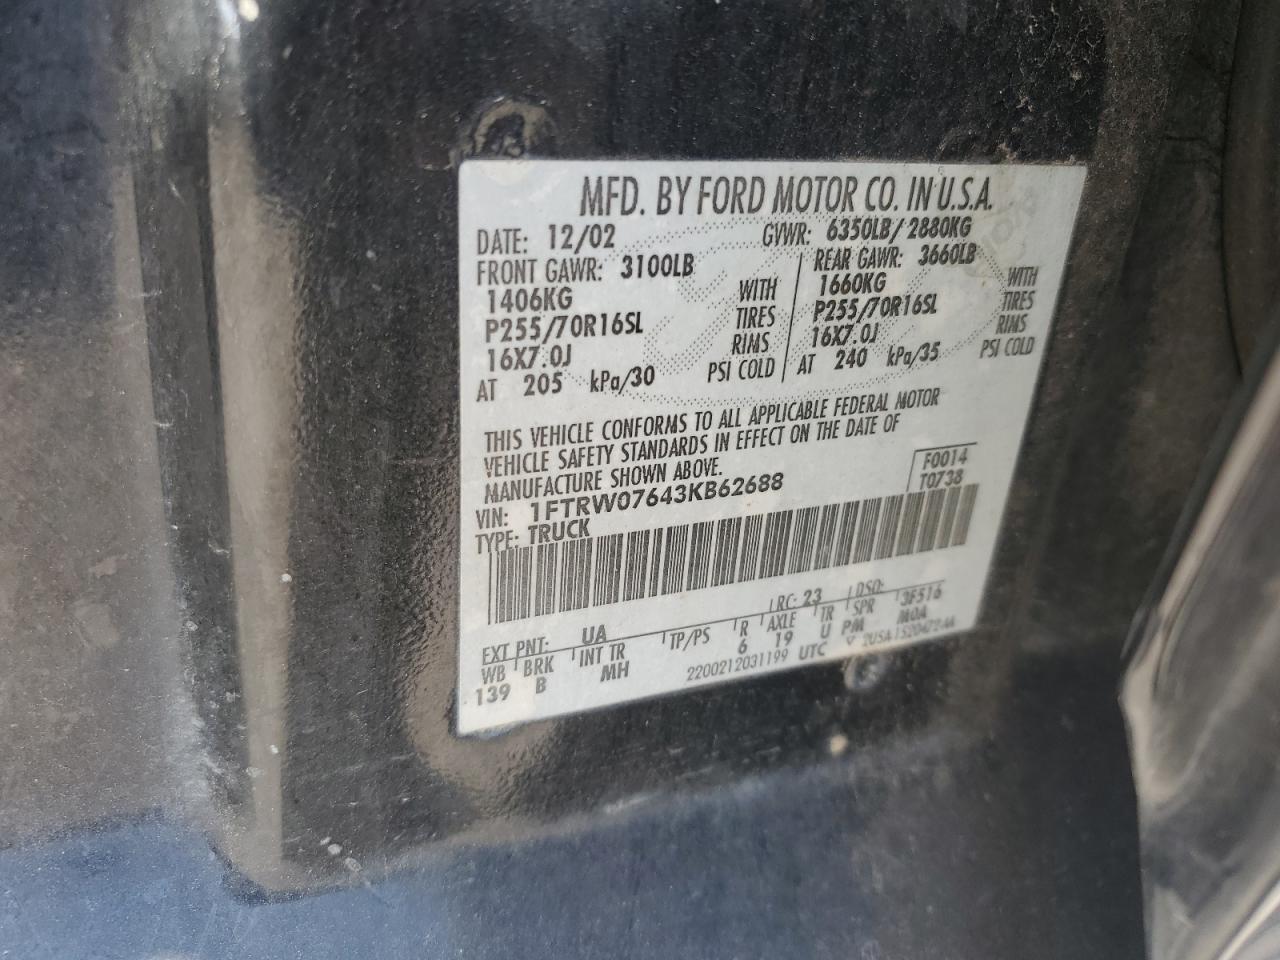 MFD. BY FORD MOTOR CO. IN U.S.A.
DATE: 12/02 GVWR: 6350LB/2880KG
FRONT GAWR: 3100LB REAR GAWR: 3660LB
1406KG WITH 1660KG WITH
P255/70R16SL TIRES P255/70R16SL TIRES
16X7.0J RIMS 16X7.0J RIMS
AT 205 kPa/30 PSI COLD AT 240 kPa/35 PSI COLD
THIS VEHICLE CONFORMS TO ALL APPLICABLE FEDERAL MOTOR
VEHICLE SAFETY STANDARDS IN EFFECT ON THE DATE OF
MANUFACTURE SHOWN ABOVE.
F0014
VIN: 1FTRW07643KB62688
T0738
TYPE: TRUCK
EXT PNT: UA RC: 23 DSO: 3F516
WB BRK INT TR TP/PS R AXLE TR SPR
139 B MH 6 19 U PM M0A
2200212031199 UTC